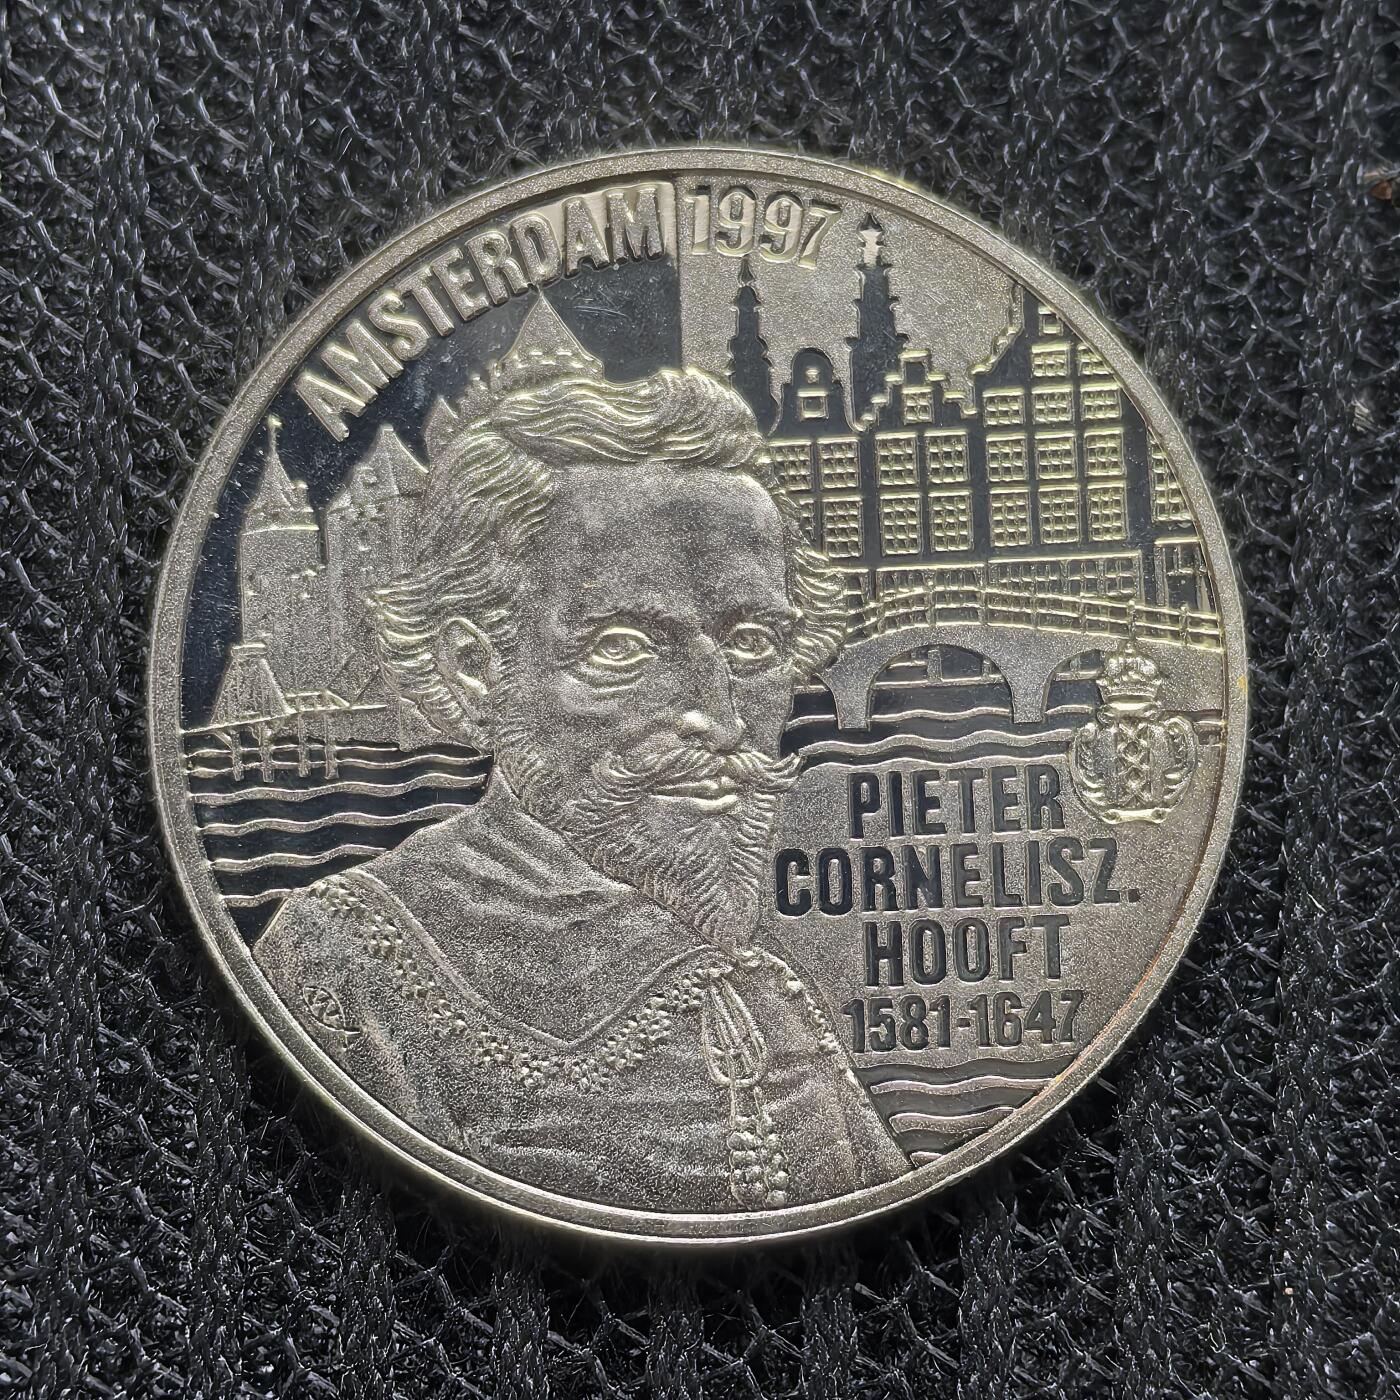 AMSTERDAM 1997
PIETER
CORNELISZ.
HOOFT
1581-1647